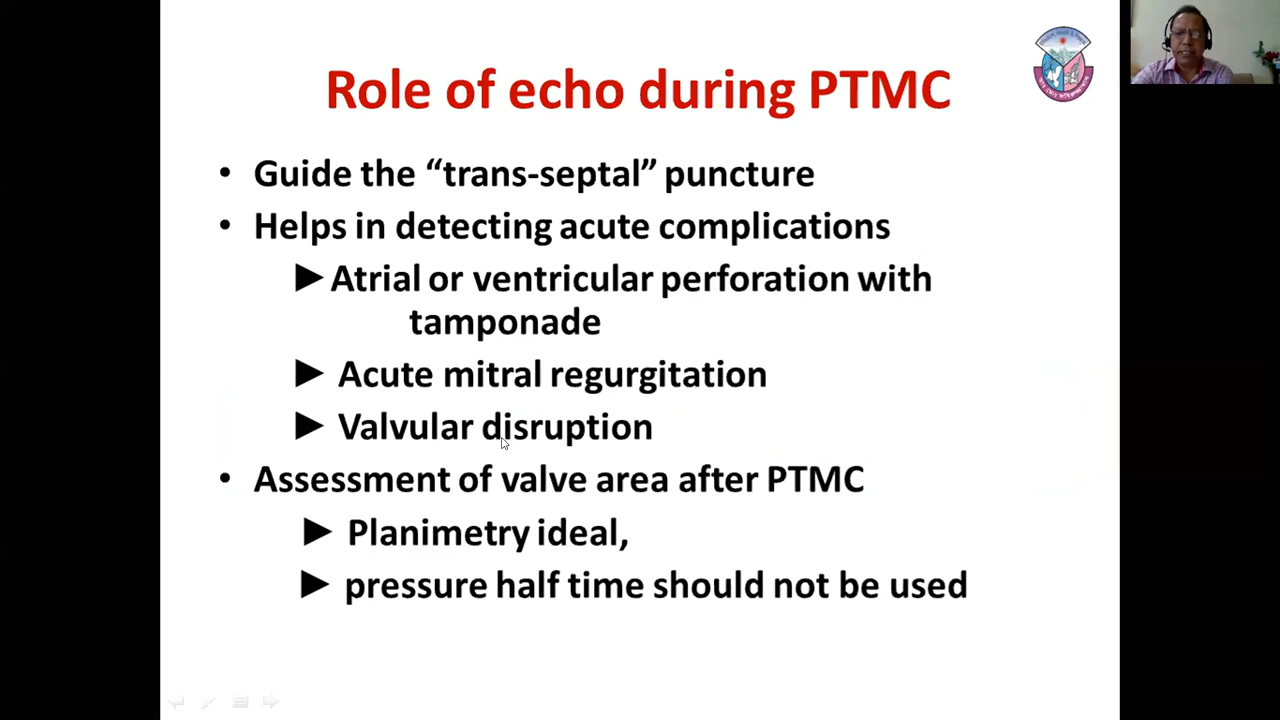 Role of echo during PTMC
• Guide the “trans-septal” puncture
• Helps in detecting acute complications
►Atrial or ventricular perforation with
tamponade
► Acute mitral regurgitation
► Valvular disruption
• Assessment of valve area after PTMC
► Planimetry ideal,
► pressure half time should not be used